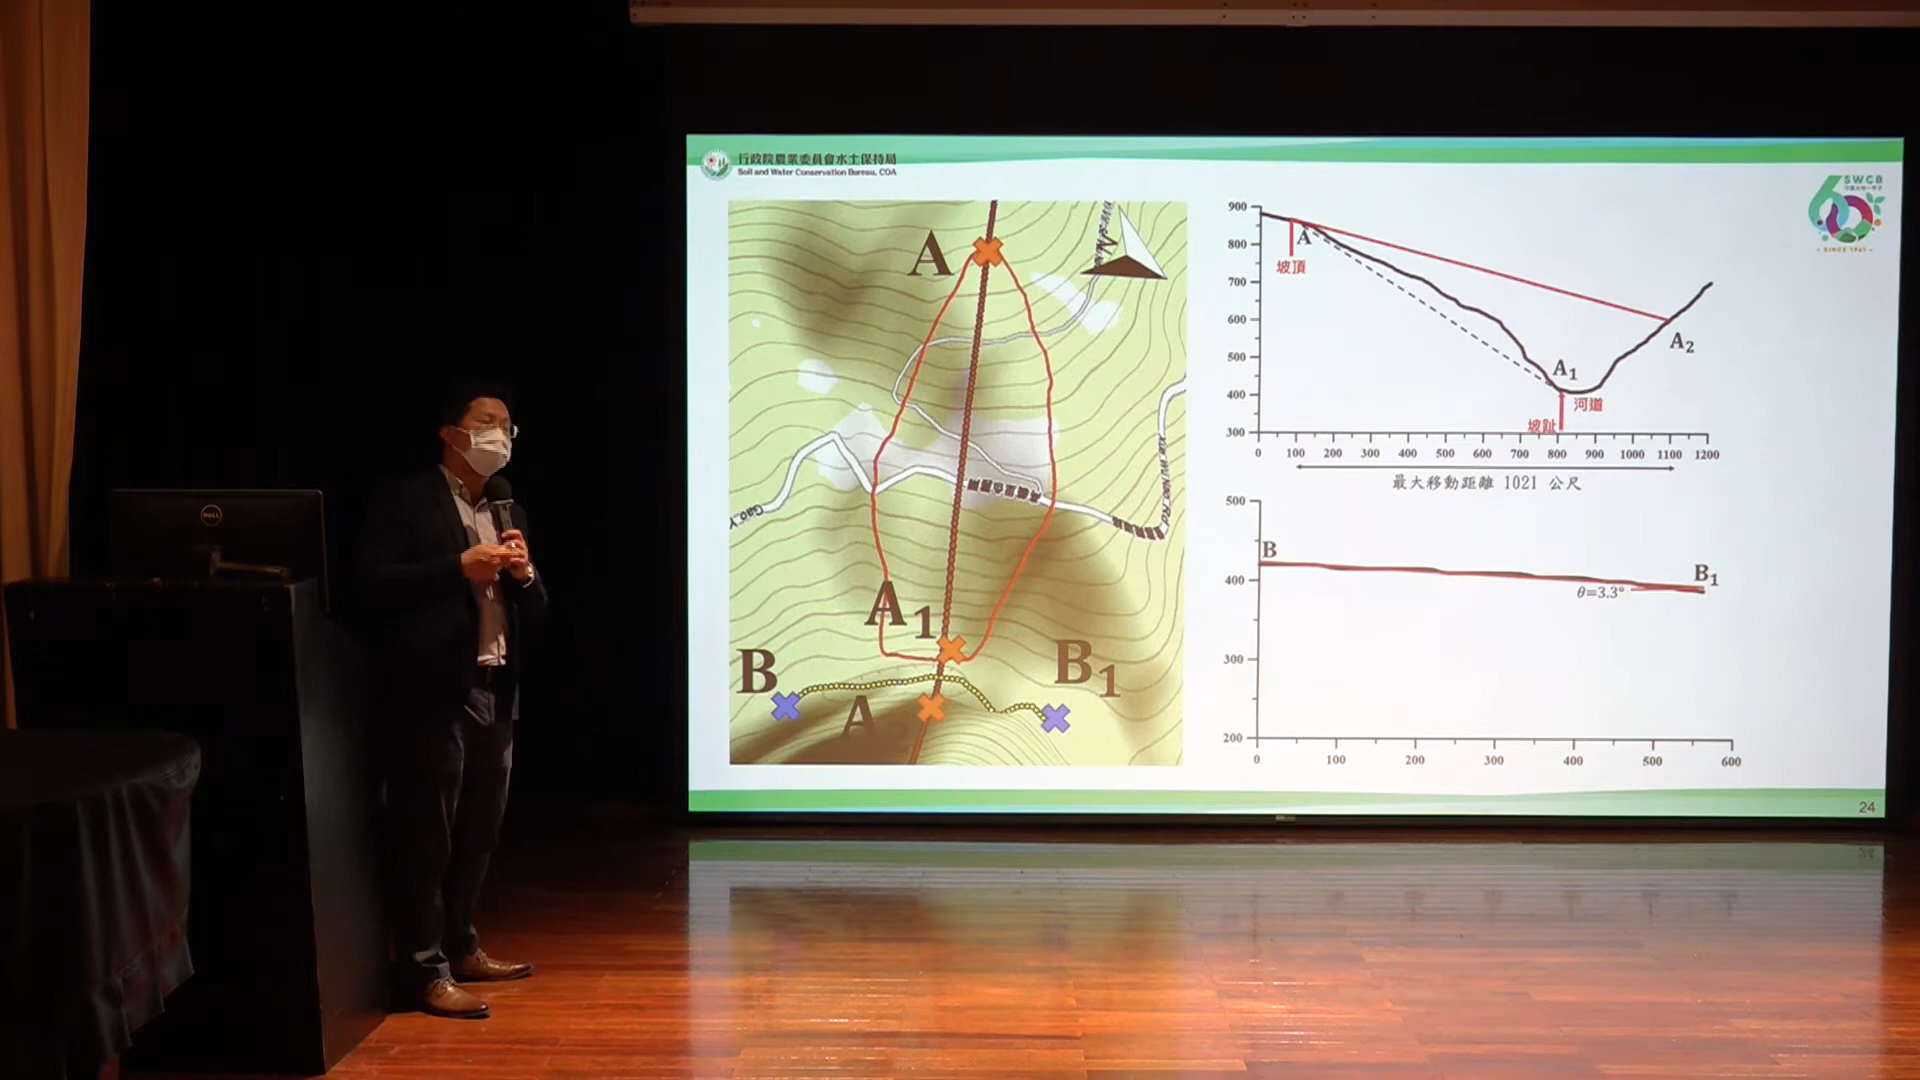 行政院農業委員會水土保持局
Soil and Water Conservation Bureau, COA
SWCB
SINCE 1961
A
N
A1
B
B1
A
Gao Y
900
800
700
600
500
400
300
A
坡頂
A1
A2
河道
坡趾
0 100 200 300 400 500 600 700 800 900 1000 1100 1200
最大移動距離 1021 公尺
500
400
300
200
B
B1
θ=3.3°
0 100 200 300 400 500 600
24
DELL